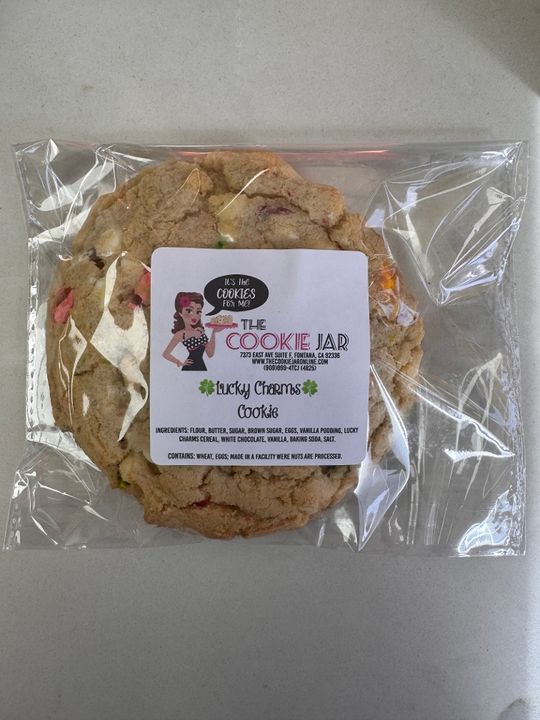 It's the
COOKIES
FOR ME!
THE
COOKIE JAR
7373 EAST AVE SUITE F, FONTANA, CA 92336
WWW.THECOOKIEJARONLINE.COM
(909)899-4TCJ (4825)
Lucky Charms
Cookie
INGREDIENTS: FLOUR, BUTTER, SUGAR, BROWN SUGAR, EGGS, VANILLA PUDDING, LUCKY
CHARMS CEREAL, WHITE CHOCOLATE, VANILLA, BAKING SODA, SALT.
CONTAINS: WHEAT, EGGS; MADE IN A FACILITY WERE NUTS ARE PROCESSED.